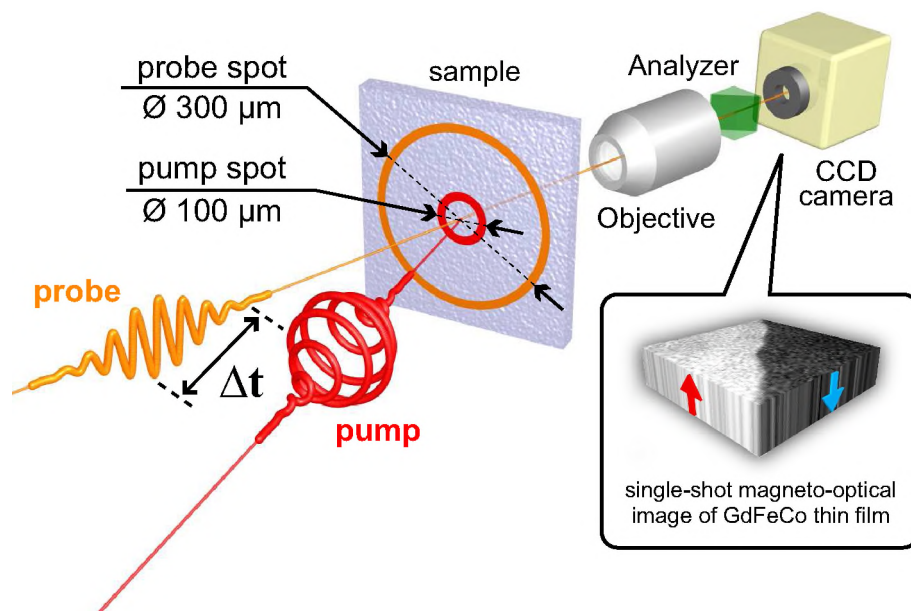 probe spot
Ø 300 µm
pump spot
Ø 100 µm
sample
Analyzer
Objective
CCD
camera
probe
Δt
pump
single-shot magneto-optical
image of GdFeCo thin film